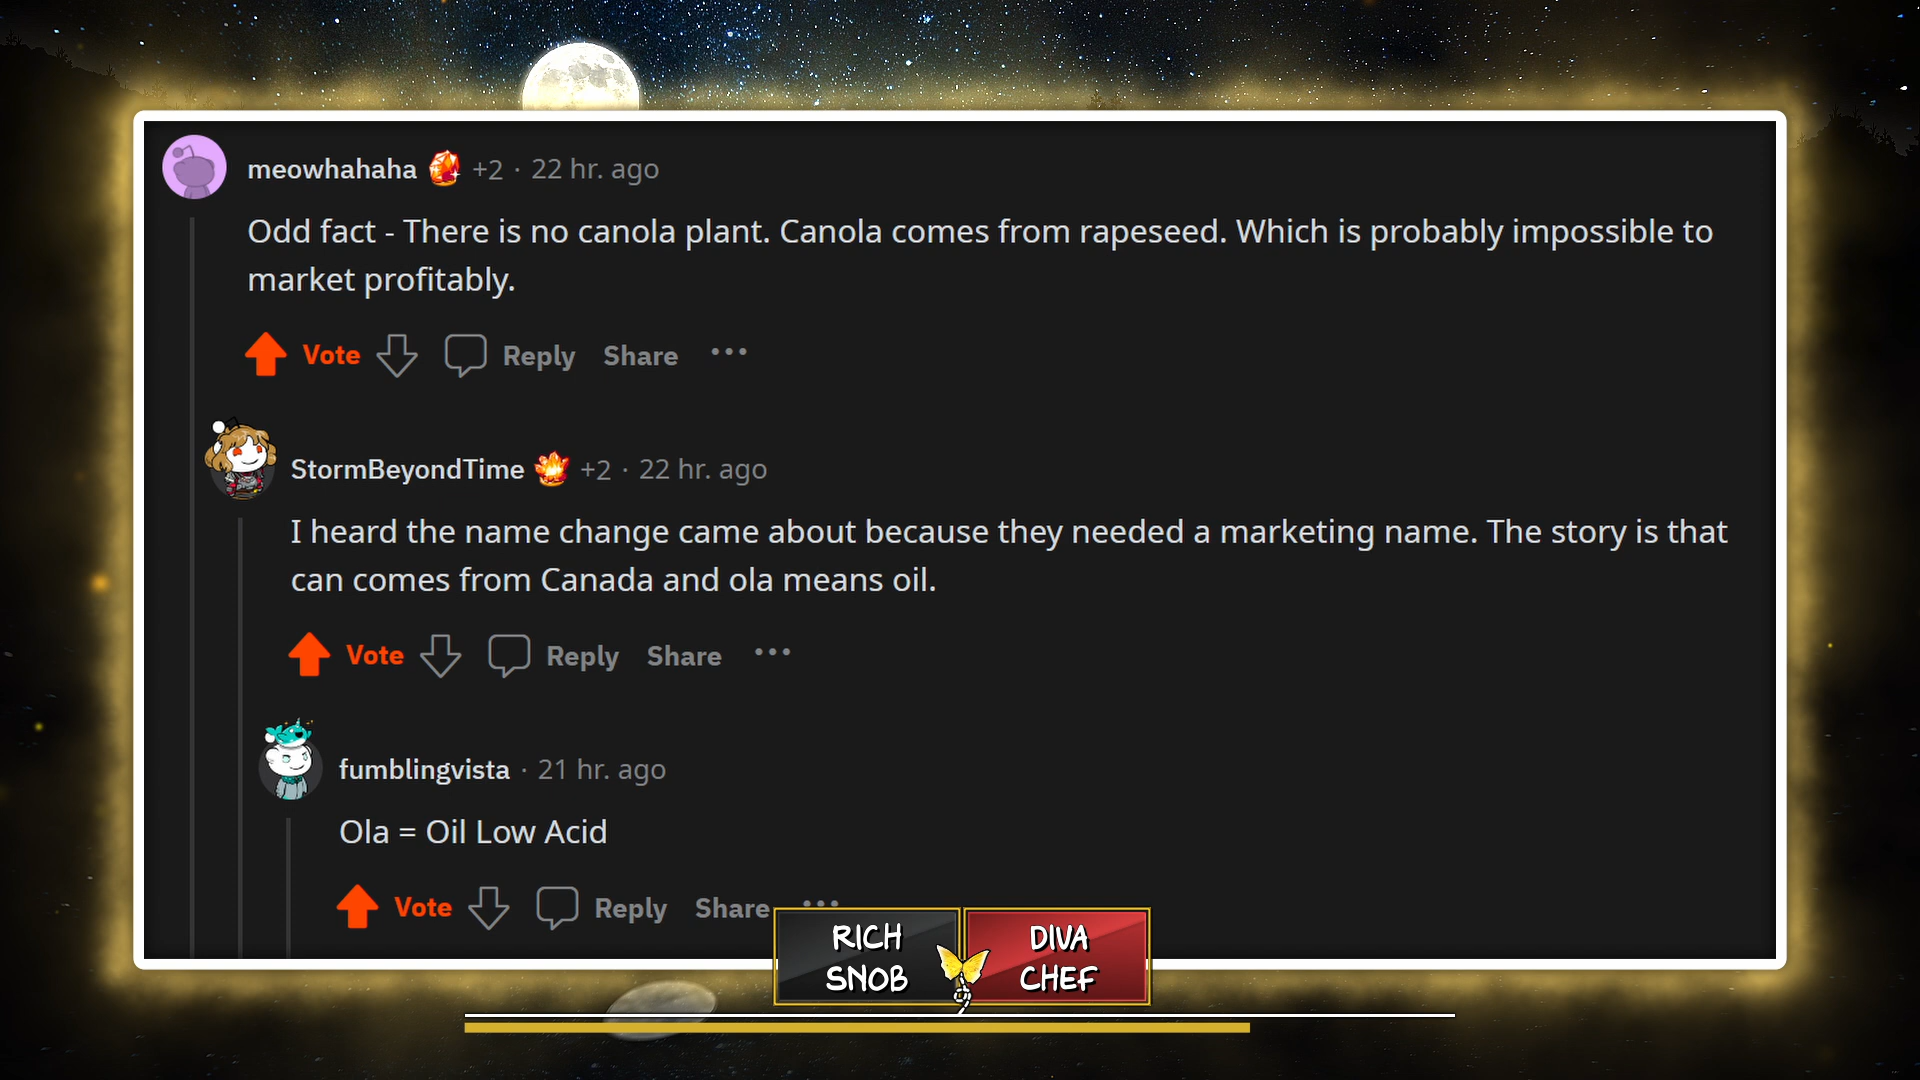 meowhahaha +2 · 22 hr. ago
Odd fact - There is no canola plant. Canola comes from rapeseed. Which is probably impossible to
market profitably.
Vote Reply Share ···
StormBeyondTime +2 · 22 hr. ago
I heard the name change came about because they needed a marketing name. The story is that
can comes from Canada and ola means oil.
Vote Reply Share ···
fumblingvista · 21 hr. ago
Ola = Oil Low Acid
Vote Reply Share ···
RICH
SNOB
DIVA
CHEF